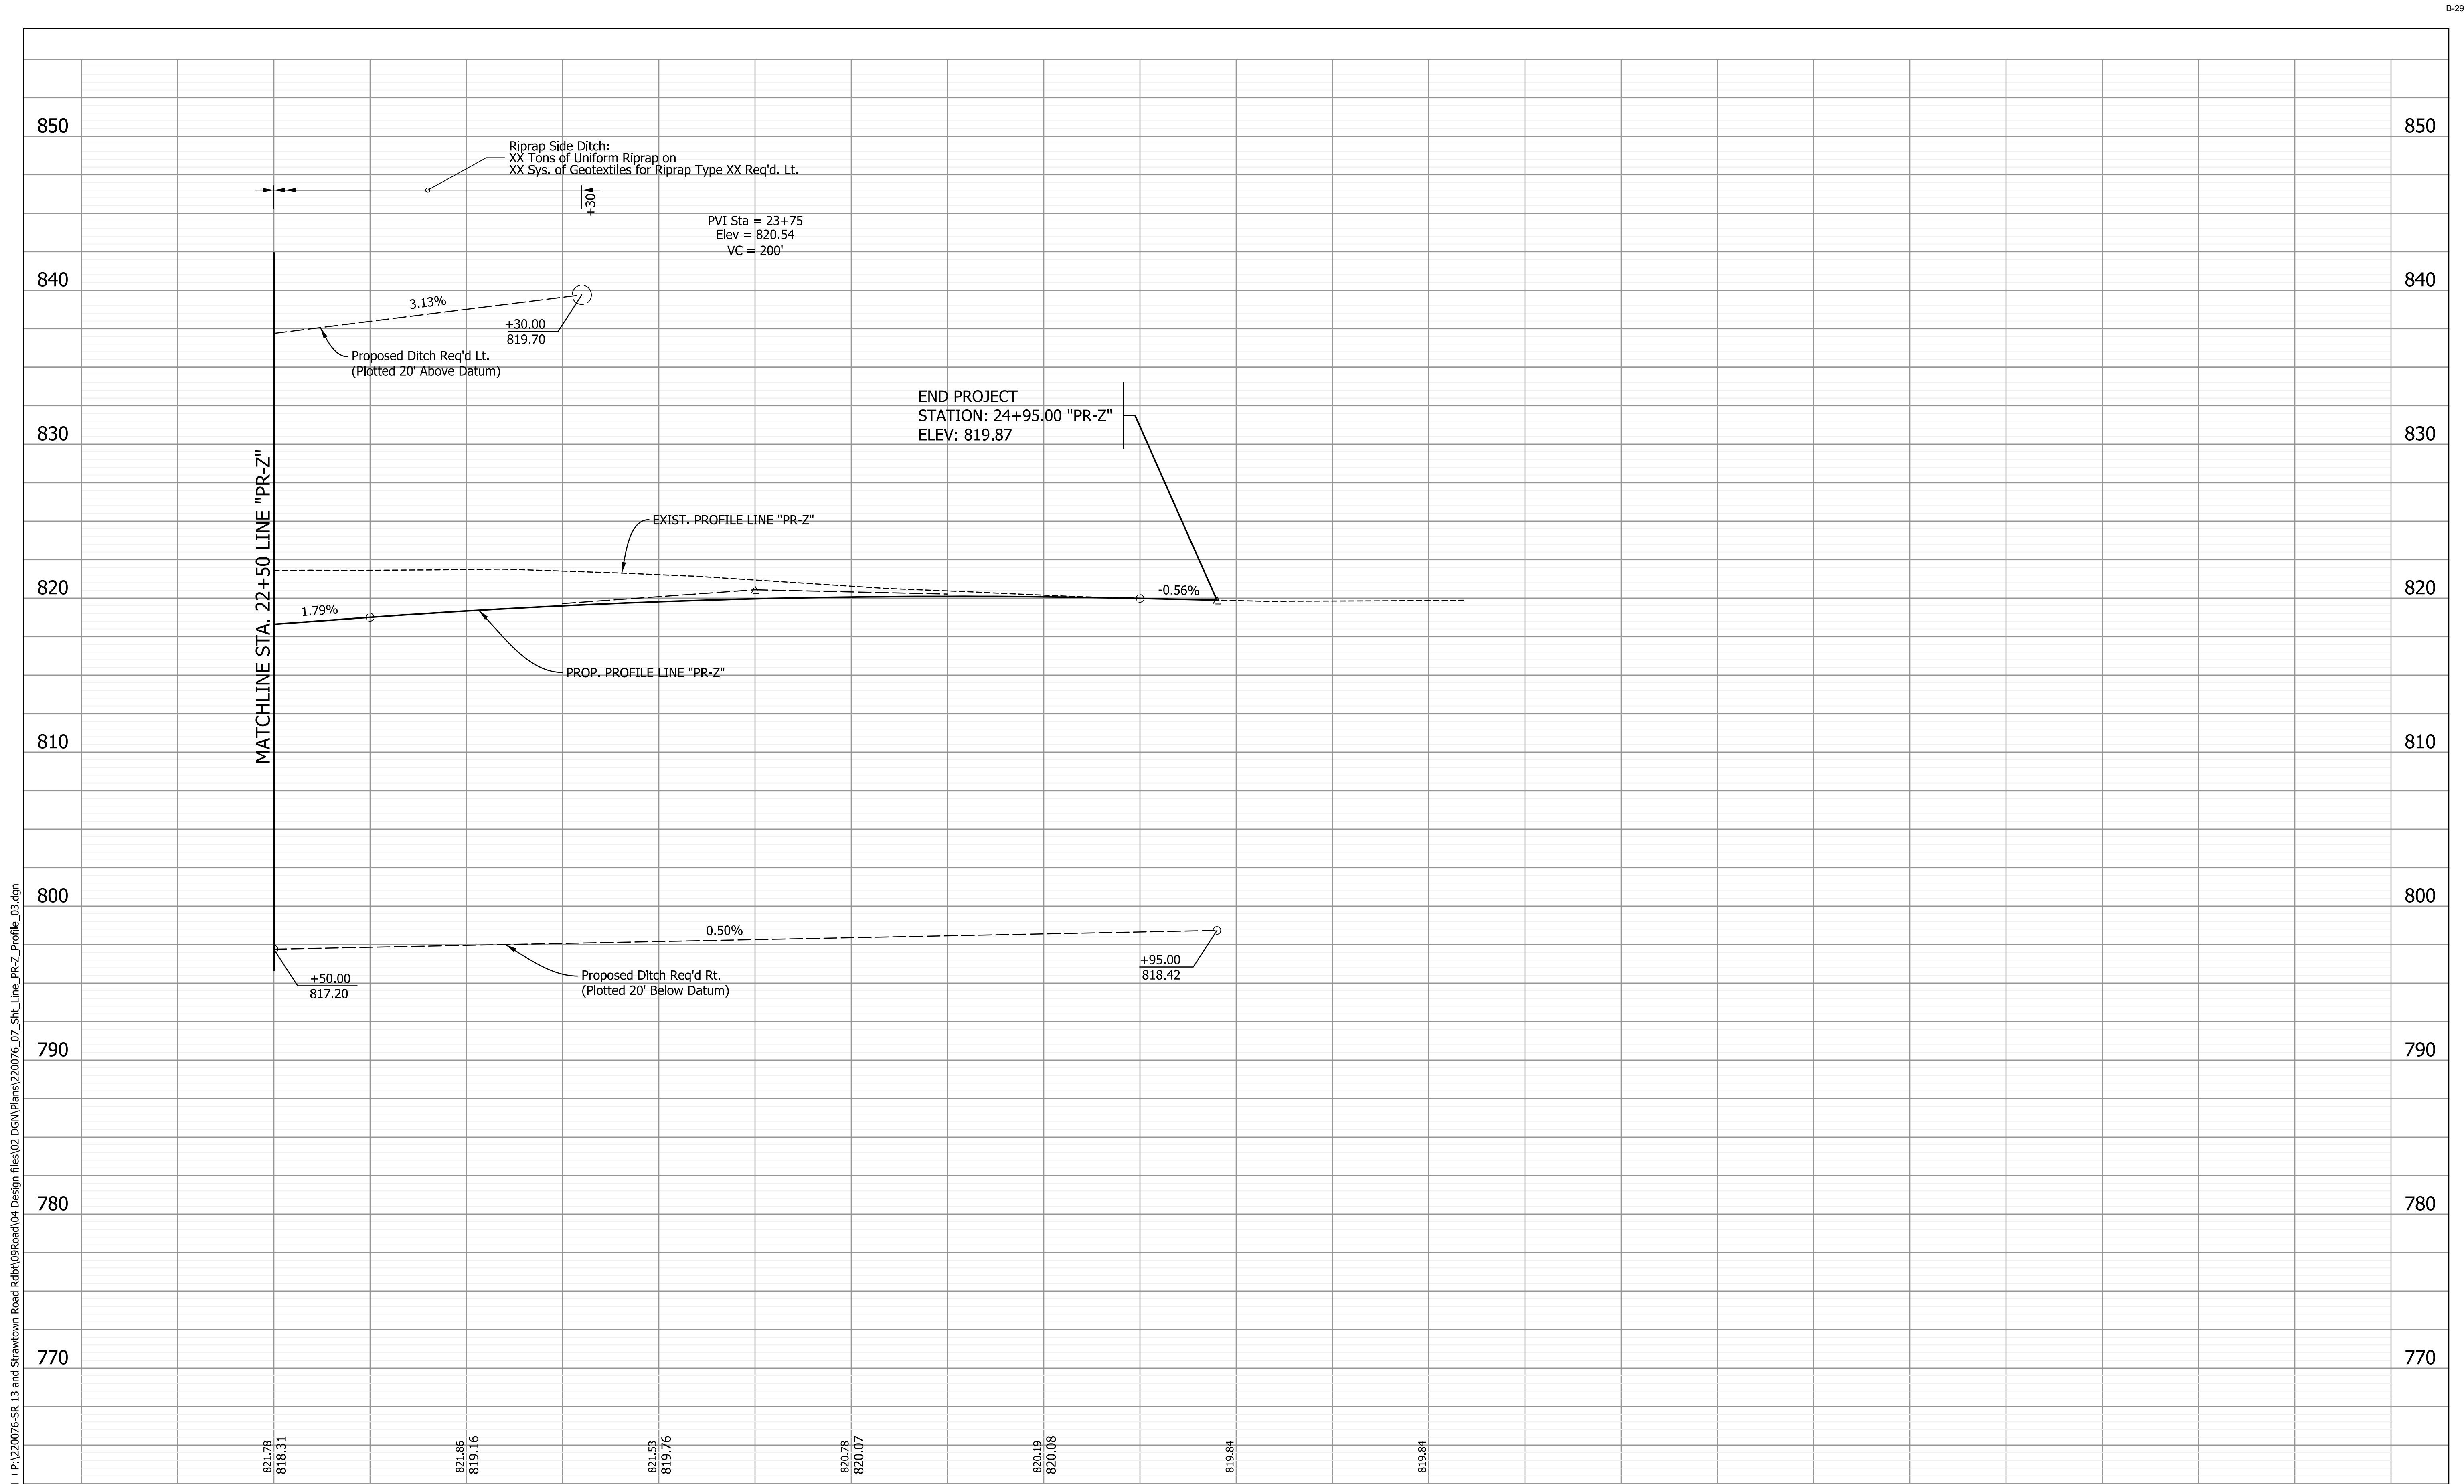 B-29
850
850
Riprap Side Ditch:
XX Tons of Uniform Riprap on
XX Sys. of Geotextiles for Riprap Type XX Req'd. Lt.
+30
PVI Sta = 23+75
Elev = 820.54
VC = 200'
840
840
3.13%
+30.00
819.70
Proposed Ditch Req'd Lt.
(Plotted 20' Above Datum)
END PROJECT
STATION: 24+95.00 "PR-Z"
ELEV: 819.87
830
830
MATCHLINE STA. 22+50 LINE "PR-Z"
EXIST. PROFILE LINE "PR-Z"
820
820
1.79%
-0.56%
PROP. PROFILE LINE "PR-Z"
810
810
800
800
0.50%
+50.00
817.20
Proposed Ditch Req'd Rt.
(Plotted 20' Below Datum)
+95.00
818.42
790
790
780
780
770
770
821.78
818.31
821.86
819.16
821.53
819.76
820.78
820.07
820.19
820.08
819.84
819.84
P:\220076-SR 13 and Strawtown Road Rdbt\09Road\04 Design files\02 DGN\Plans\220076_07_Sht_Line_PR-Z_Profile_03.dgn